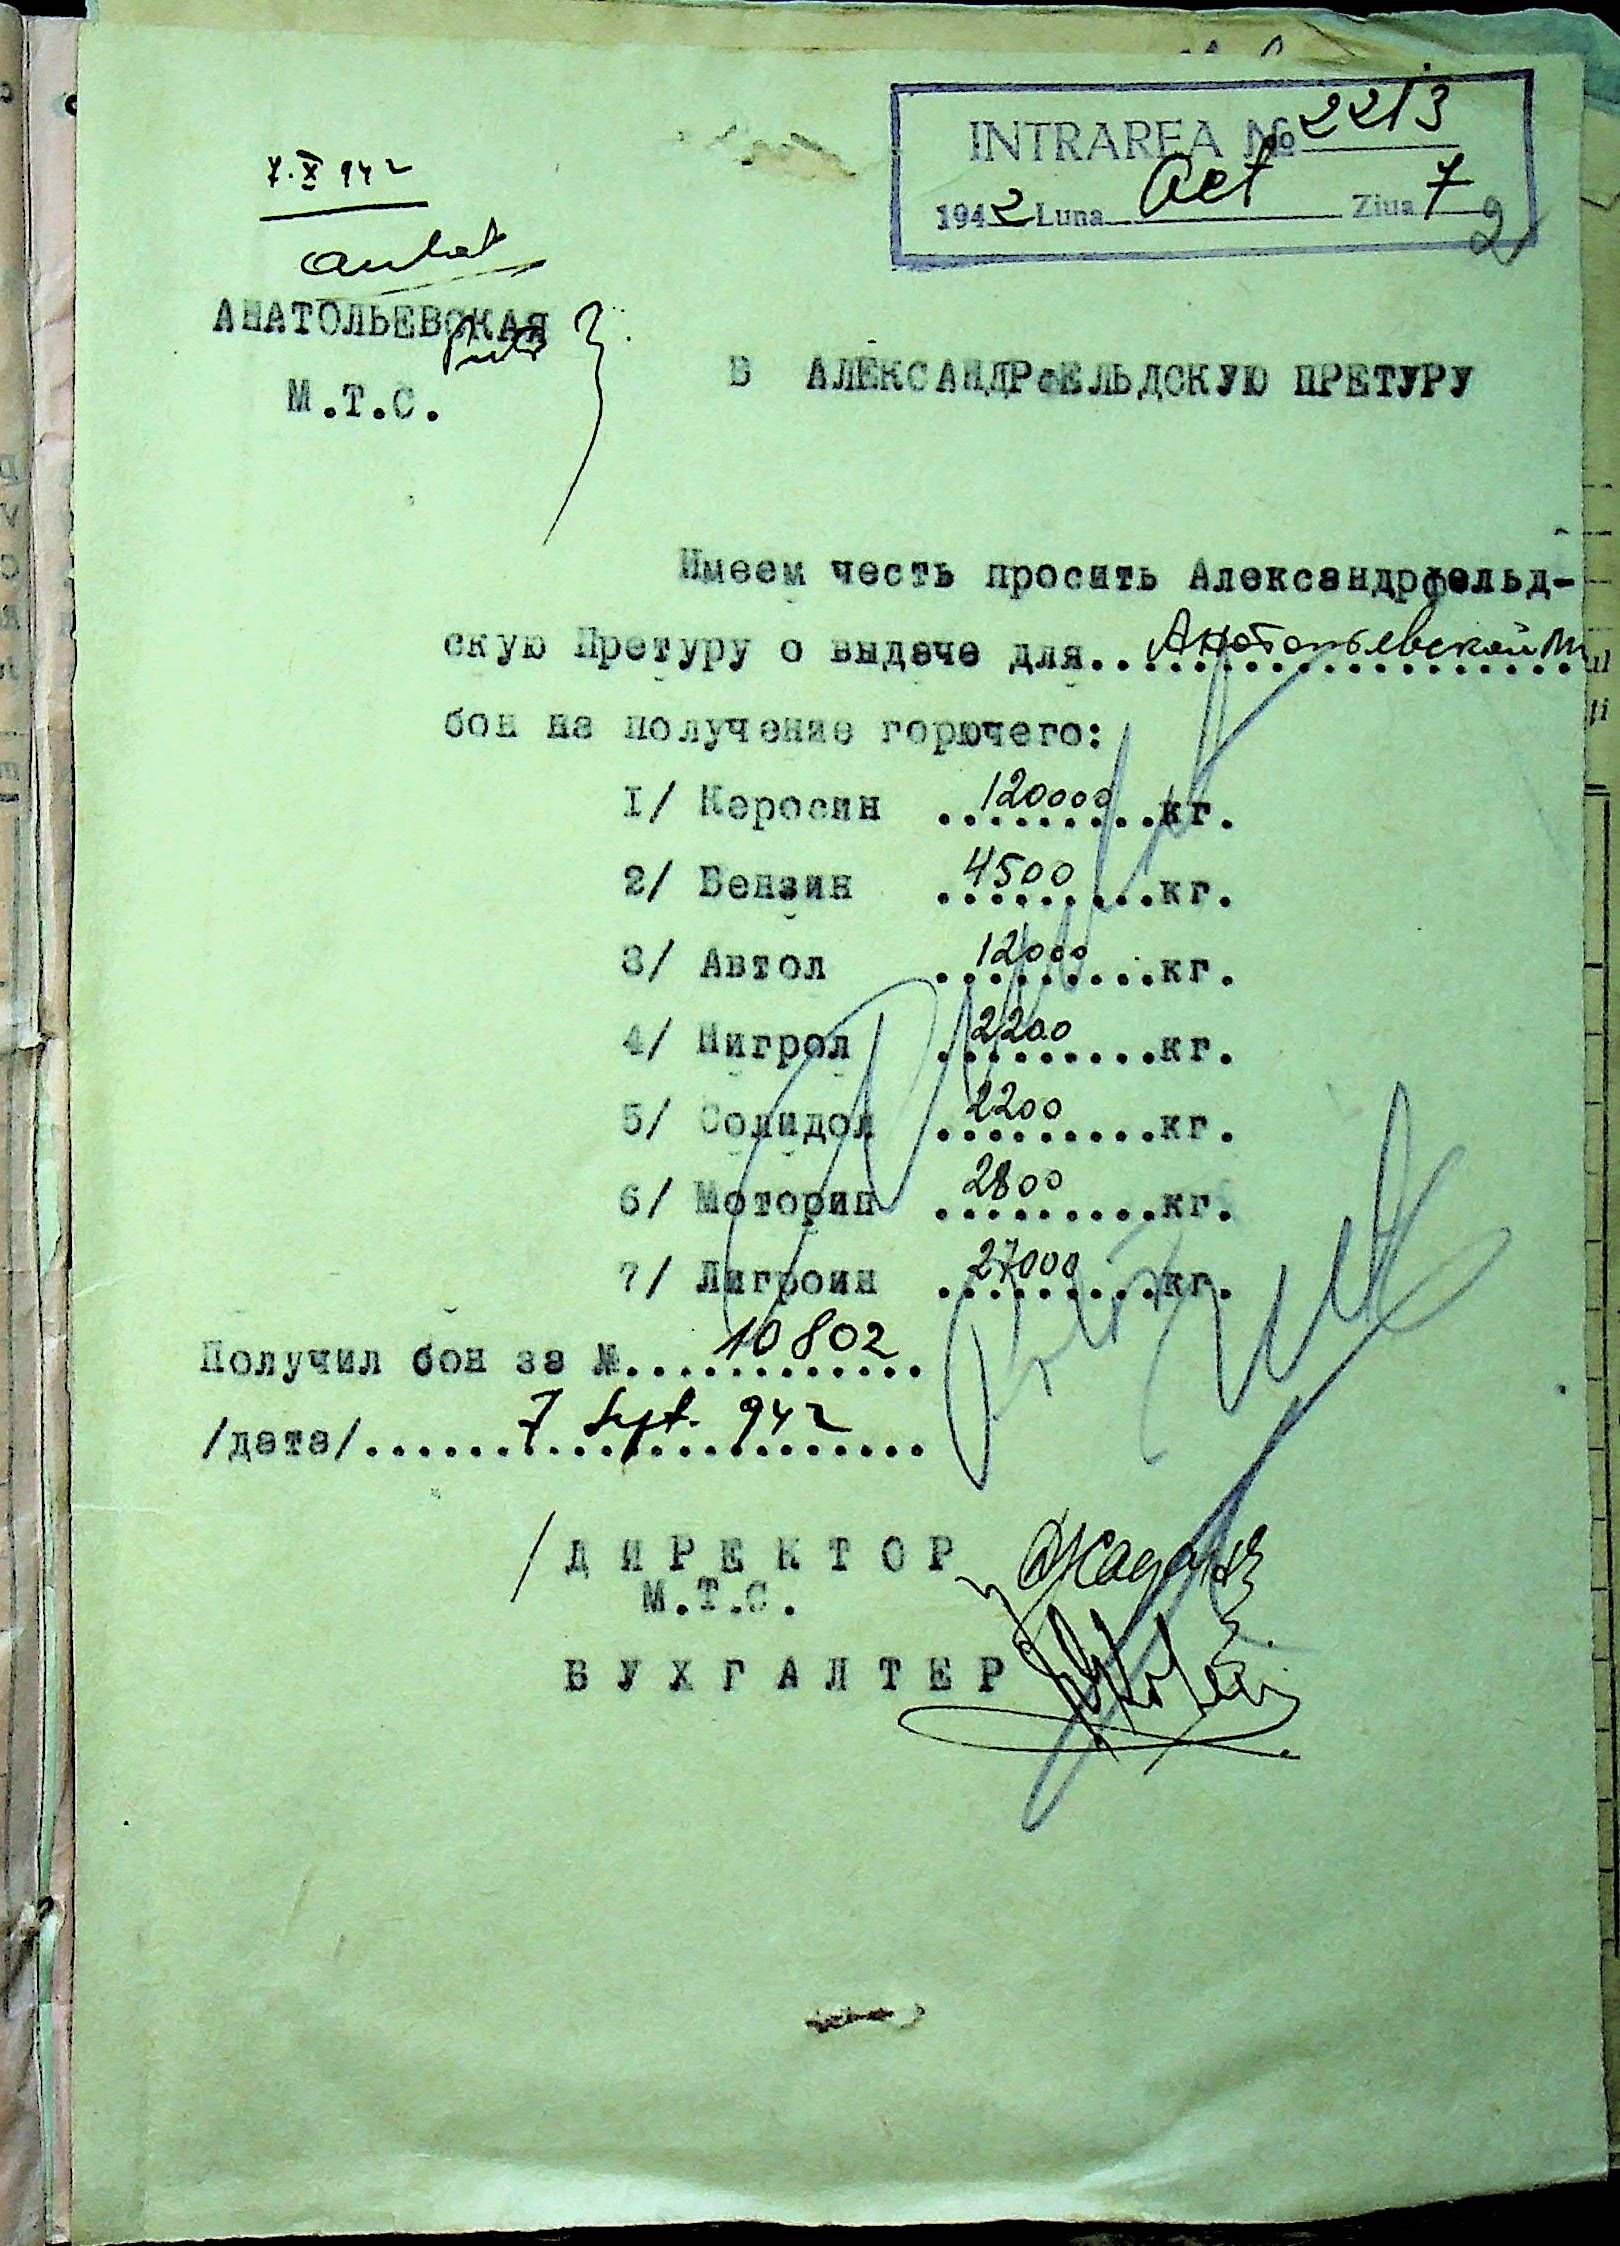 INTRAREA № 2213
1942 Luna Oct Ziua 7
2
7.X 942
АНАТОЛЬЕВСКАЯ
М.Т.С.
В АЛЕКСАНДРФЕЛЬДСКУЮ ПРЕТУРУ
Имеем честь просить Александрфельд-
скую Претуру о выдаче для..Анатольевской М
бон на получение горючего:
1/ Керосин 120000 кг.
2/ Бензин 4500 кг.
3/ Автол 12000 кг.
4/ Нигрол 2200 кг.
5/ Солидол 2200 кг.
6/ Моторин 2800 кг.
7/ Лигроин 27000 кг.
Получил бон за № 10802
/дата/ 7 Sept. 942
/ДИРЕКТОР
М.Т.С.
БУХГАЛТЕР